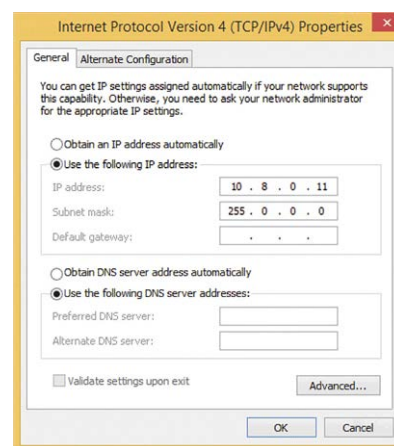 Internet Protocol Version 4 (TCP/IPv4) Properties
General Alternate Configuration
You can get IP settings assigned automatically if your network supports
this capability. Otherwise, you need to ask your network administrator
for the appropriate IP settings.
Obtain an IP address automatically
Use the following IP address:
IP address: 10 . 8 . 0 . 11
Subnet mask: 255 . 0 . 0 . 0
Default gateway: . . .
Obtain DNS server address automatically
Use the following DNS server addresses:
Preferred DNS server:
Alternate DNS server:
Validate settings upon exit
Advanced...
OK Cancel